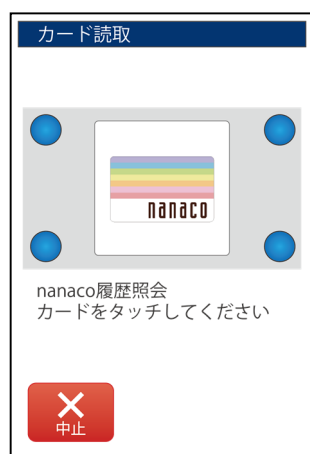 カード読取
nanaco
nanaco履歴照会
カードをタッチしてください
中止